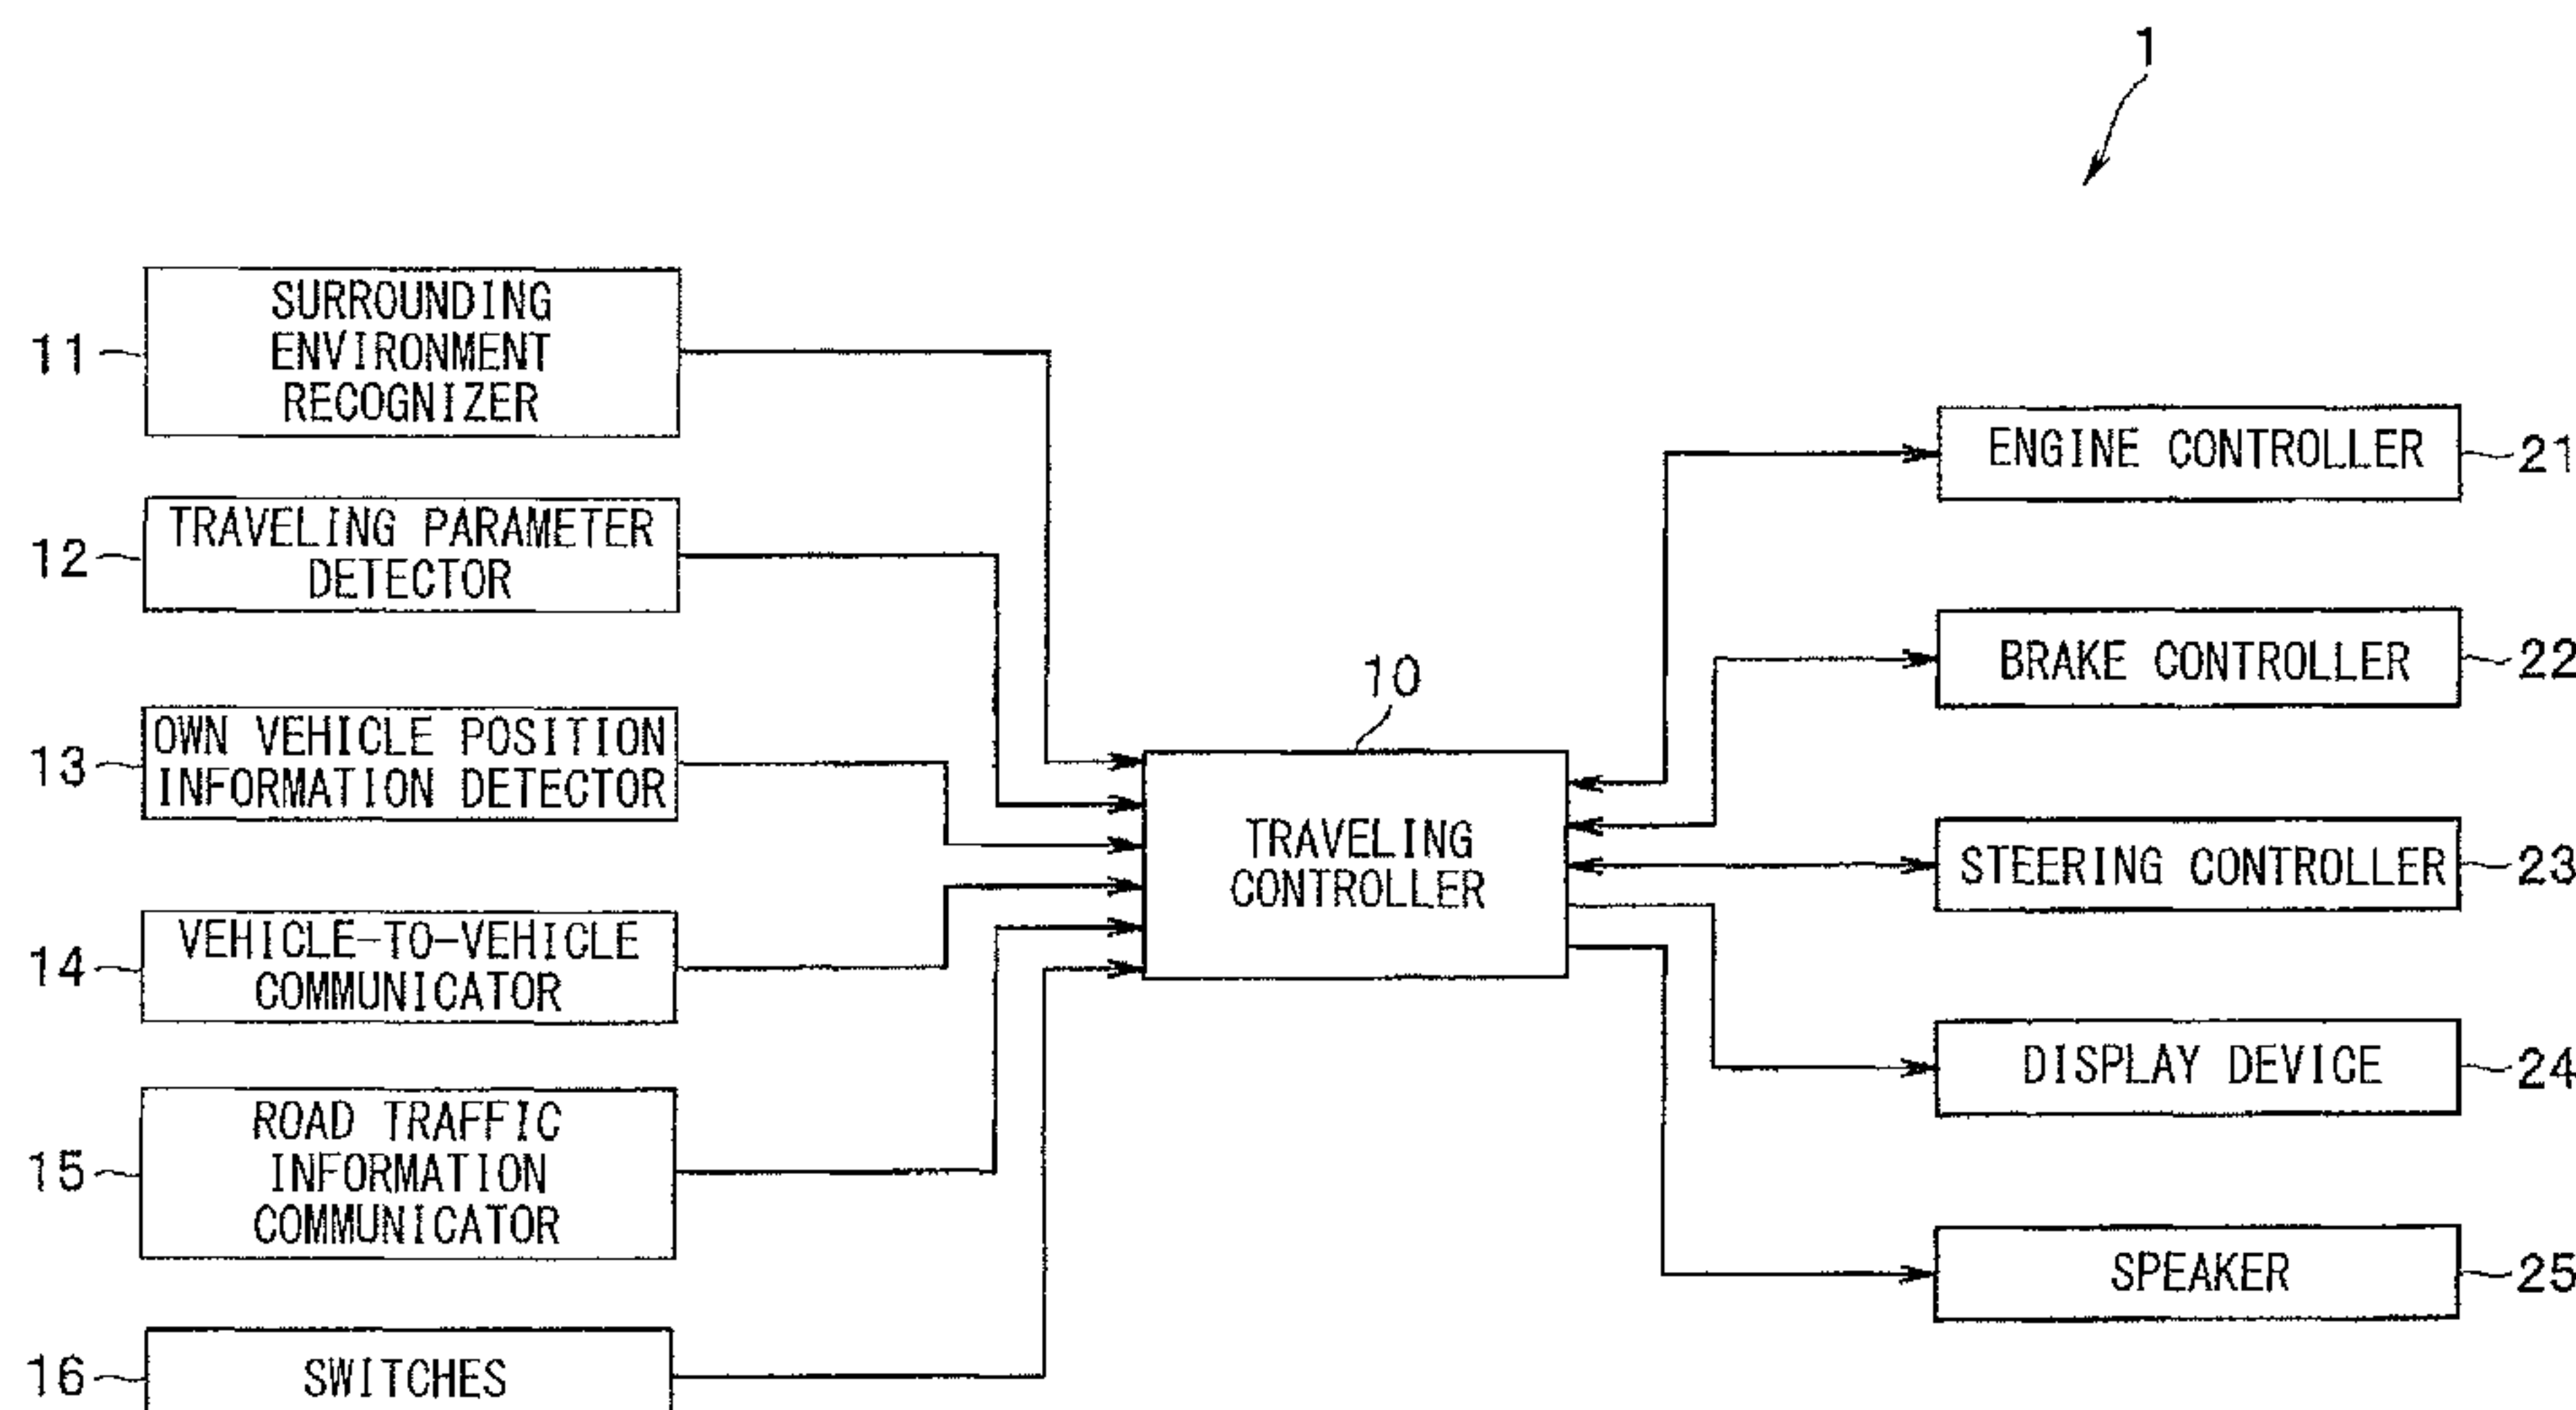 1
11
SURROUNDING
ENVIRONMENT
RECOGNIZER
12
TRAVELING PARAMETER
DETECTOR
13
OWN VEHICLE POSITION
INFORMATION DETECTOR
14
VEHICLE-TO-VEHICLE
COMMUNICATOR
15
ROAD TRAFFIC
INFORMATION
COMMUNICATOR
16
SWITCHES
10
TRAVELING
CONTROLLER
ENGINE CONTROLLER
21
BRAKE CONTROLLER
22
STEERING CONTROLLER
23
DISPLAY DEVICE
24
SPEAKER
25